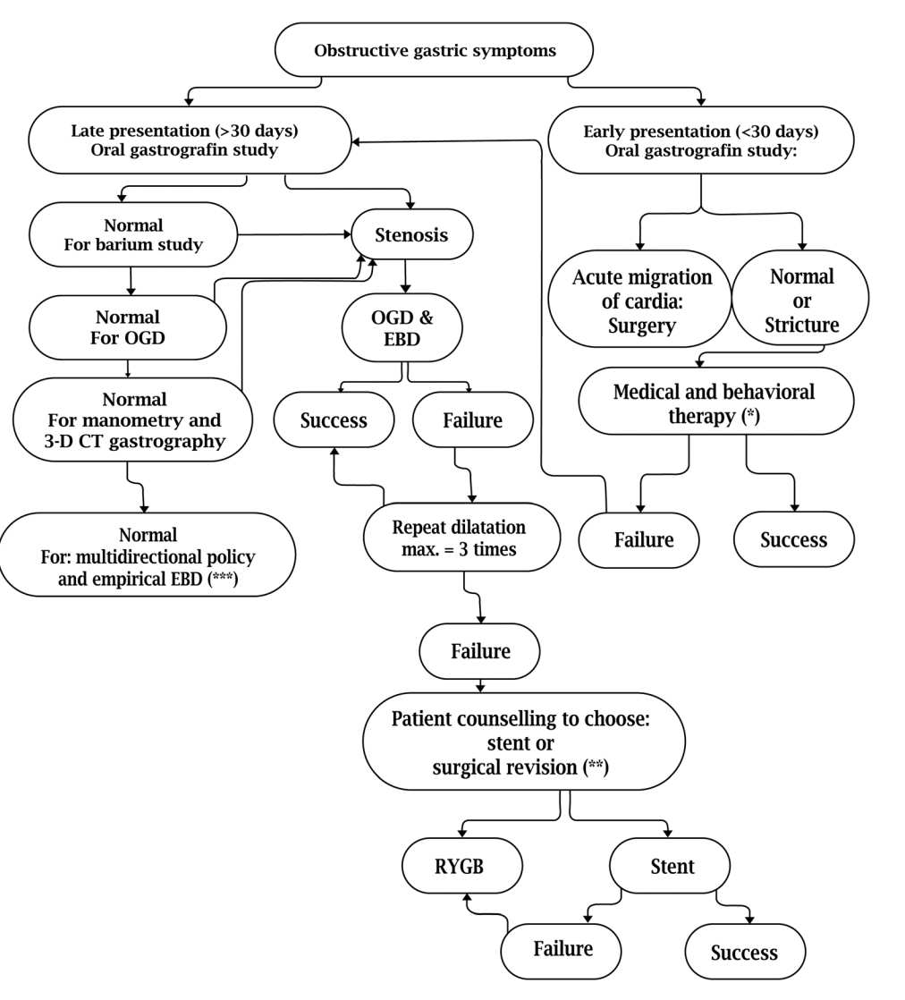 Obstructive gastric symptoms
Late presentation (>30 days)
Oral gastrografin study
Early presentation (<30 days)
Oral gastrografin study:
Normal
For barium study
Stenosis
Acute migration
of cardia:
Surgery
Normal
or
Stricture
Normal
For OGD
OGD &
EBD
Medical and behavioral
therapy (*)
Normal
For manometry and
3-D CT gastrography
Success
Failure
Normal
For: multidirectional policy
and empirical EBD (***)
Repeat dilatation
max. = 3 times
Failure
Success
Failure
Patient counselling to choose:
stent or
surgical revision (**)
RYGB
Stent
Failure
Success